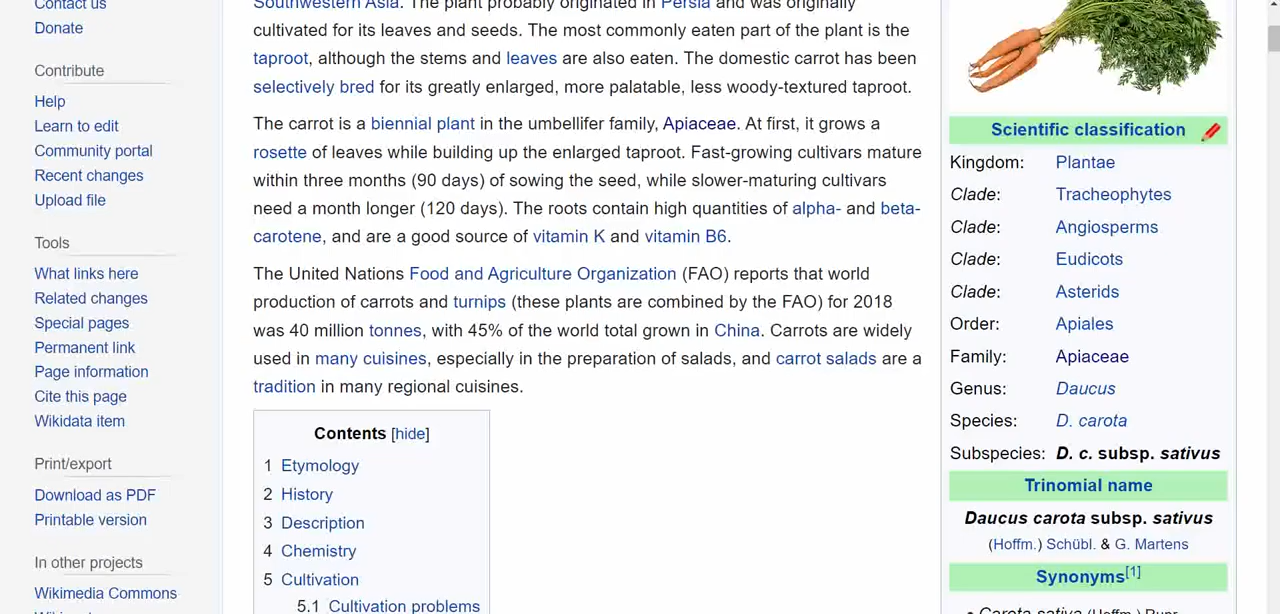 Contact us
Donate
Contribute
Help
Learn to edit
Community portal
Recent changes
Upload file
Tools
What links here
Related changes
Special pages
Permanent link
Page information
Cite this page
Wikidata item
Print/export
Download as PDF
Printable version
In other projects
Wikimedia Commons
Southwestern Asia. The plant probably originated in Persia and was originally
cultivated for its leaves and seeds. The most commonly eaten part of the plant is the
taproot, although the stems and leaves are also eaten. The domestic carrot has been
selectively bred for its greatly enlarged, more palatable, less woody-textured taproot.
The carrot is a biennial plant in the umbellifer family, Apiaceae. At first, it grows a
rosette of leaves while building up the enlarged taproot. Fast-growing cultivars mature
within three months (90 days) of sowing the seed, while slower-maturing cultivars
need a month longer (120 days). The roots contain high quantities of alpha- and beta-
carotene, and are a good source of vitamin K and vitamin B6.
The United Nations Food and Agriculture Organization (FAO) reports that world
production of carrots and turnips (these plants are combined by the FAO) for 2018
was 40 million tonnes, with 45% of the world total grown in China. Carrots are widely
used in many cuisines, especially in the preparation of salads, and carrot salads are a
tradition in many regional cuisines.
Contents [hide]
1 Etymology
2 History
3 Description
4 Chemistry
5 Cultivation
5.1 Cultivation problems
Scientific classification
Kingdom: Plantae
Clade: Tracheophytes
Clade: Angiosperms
Clade: Eudicots
Clade: Asterids
Order: Apiales
Family: Apiaceae
Genus: Daucus
Species: D. carota
Subspecies: D. c. subsp. sativus
Trinomial name
Daucus carota subsp. sativus
(Hoffm.) Schübl. & G. Martens
Synonyms[1]
• Carota sativa (Hoffm.) Rupr.